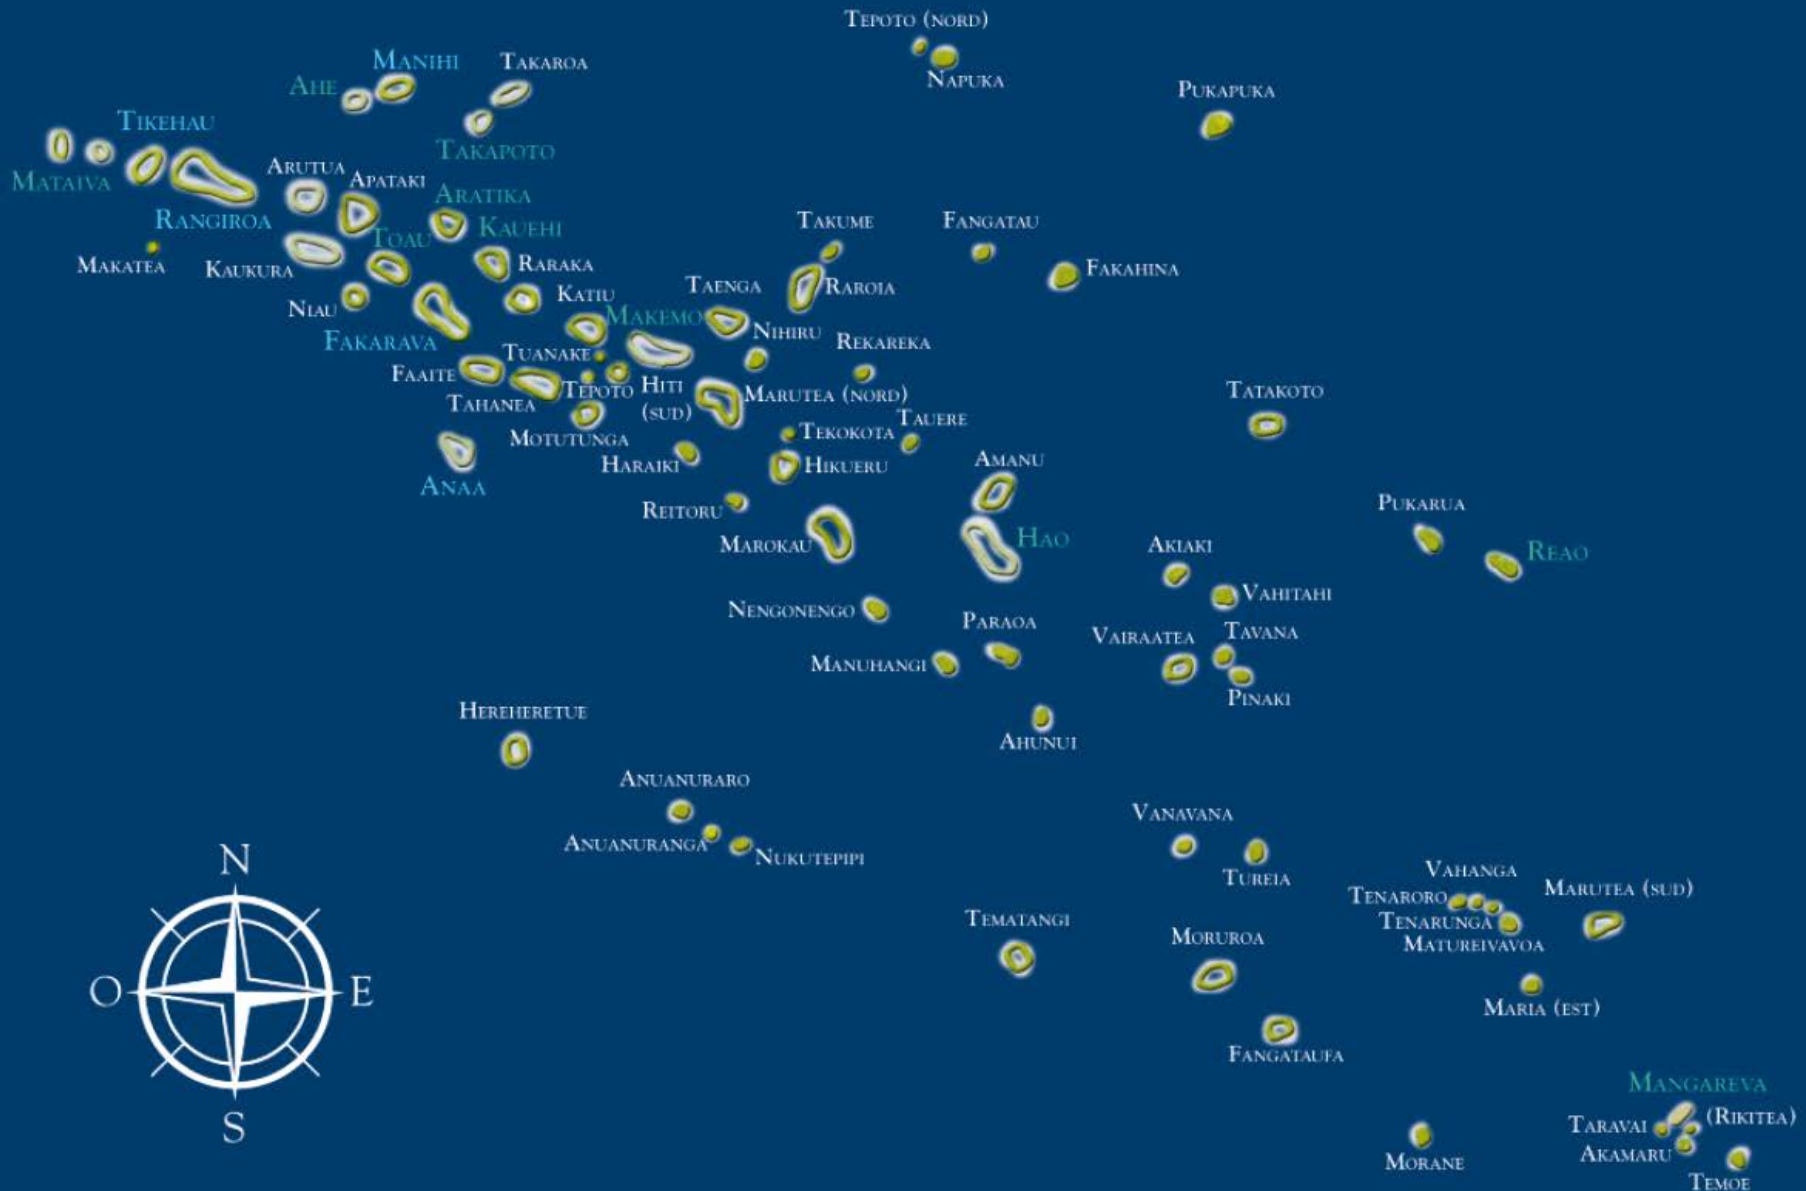 Tepoto (nord)
Napuka
Manihi
Takaroa
Ahe
Pukapuka
Tikehau
Takapoto
Mataiva
Arutua
Apataki
Aratika
Rangiroa
Toau
Kauehi
Takume
Fangatau
Makatea
Kaukura
Raraka
Fakahina
Taenga
Raroia
Niau
Katiu
Makemo
Nihiru
Fakarava
Rekareka
Tuanake
Faaite
Tepoto
Hiti
(sud)
Tahanea
Marutea (nord)
Tatakoto
Motutunga
Tekokota
Tauere
Haraiki
Hikueru
Amanu
Anaa
Reitoru
Pukarua
Marokau
Hao
Akiaki
Reao
Vahitahi
Nengonengo
Paraoa
Vairaatea
Tavana
Manuhangi
Pinaki
Hereheretue
Ahunui
Anuanuraro
Vanavana
Anuanuranga
Nukutepipi
Tureia
Vahanga
Tenaroro
Marutea (sud)
Tenarunga
Tematangi
Moruroa
Matureivavoa
Maria (est)
Fangataufa
N
O
E
S
Mangareva
Taravai
(Rikitea)
Akamaru
Morane
Temoe